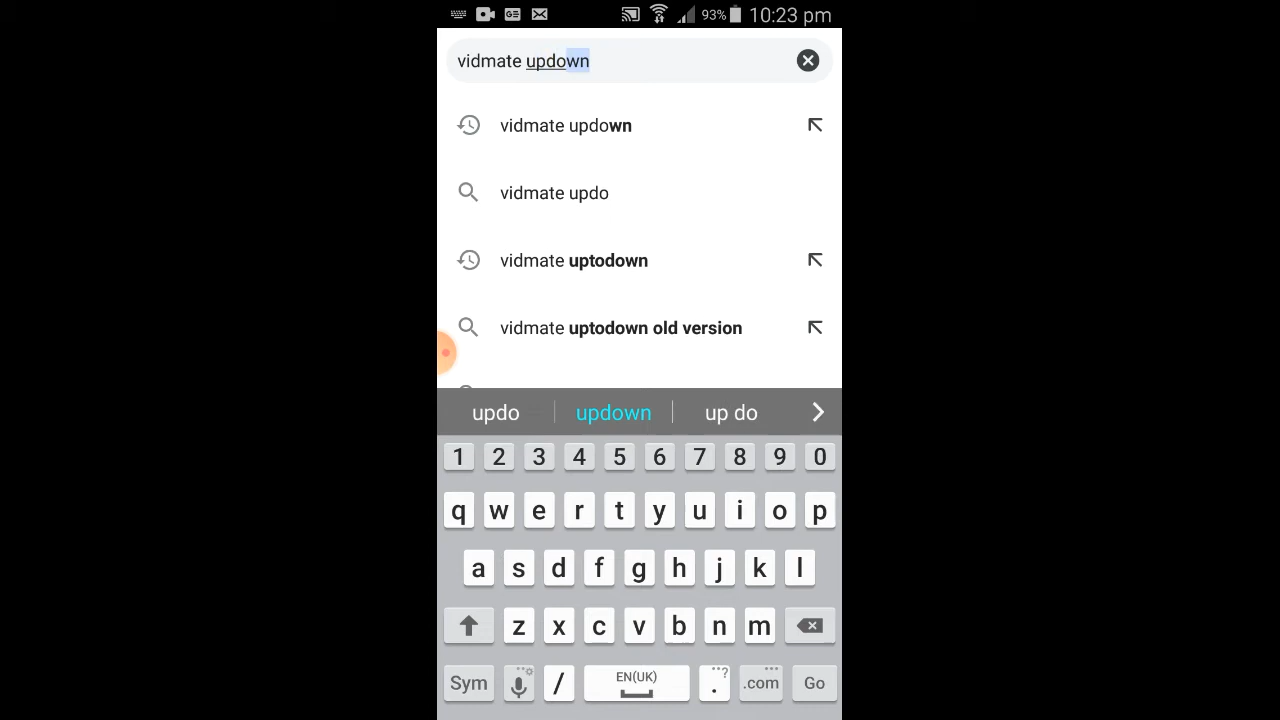 93% 10:23 pm
vidmate updown
vidmate updown
vidmate updo
vidmate uptodown
vidmate uptodown old version
updo updown up do
1 2 3 4 5 6 7 8 9 0
q w e r t y u i o p
a s d f g h j k l
z x c v b n m
Sym / EN(UK) . ? .com Go